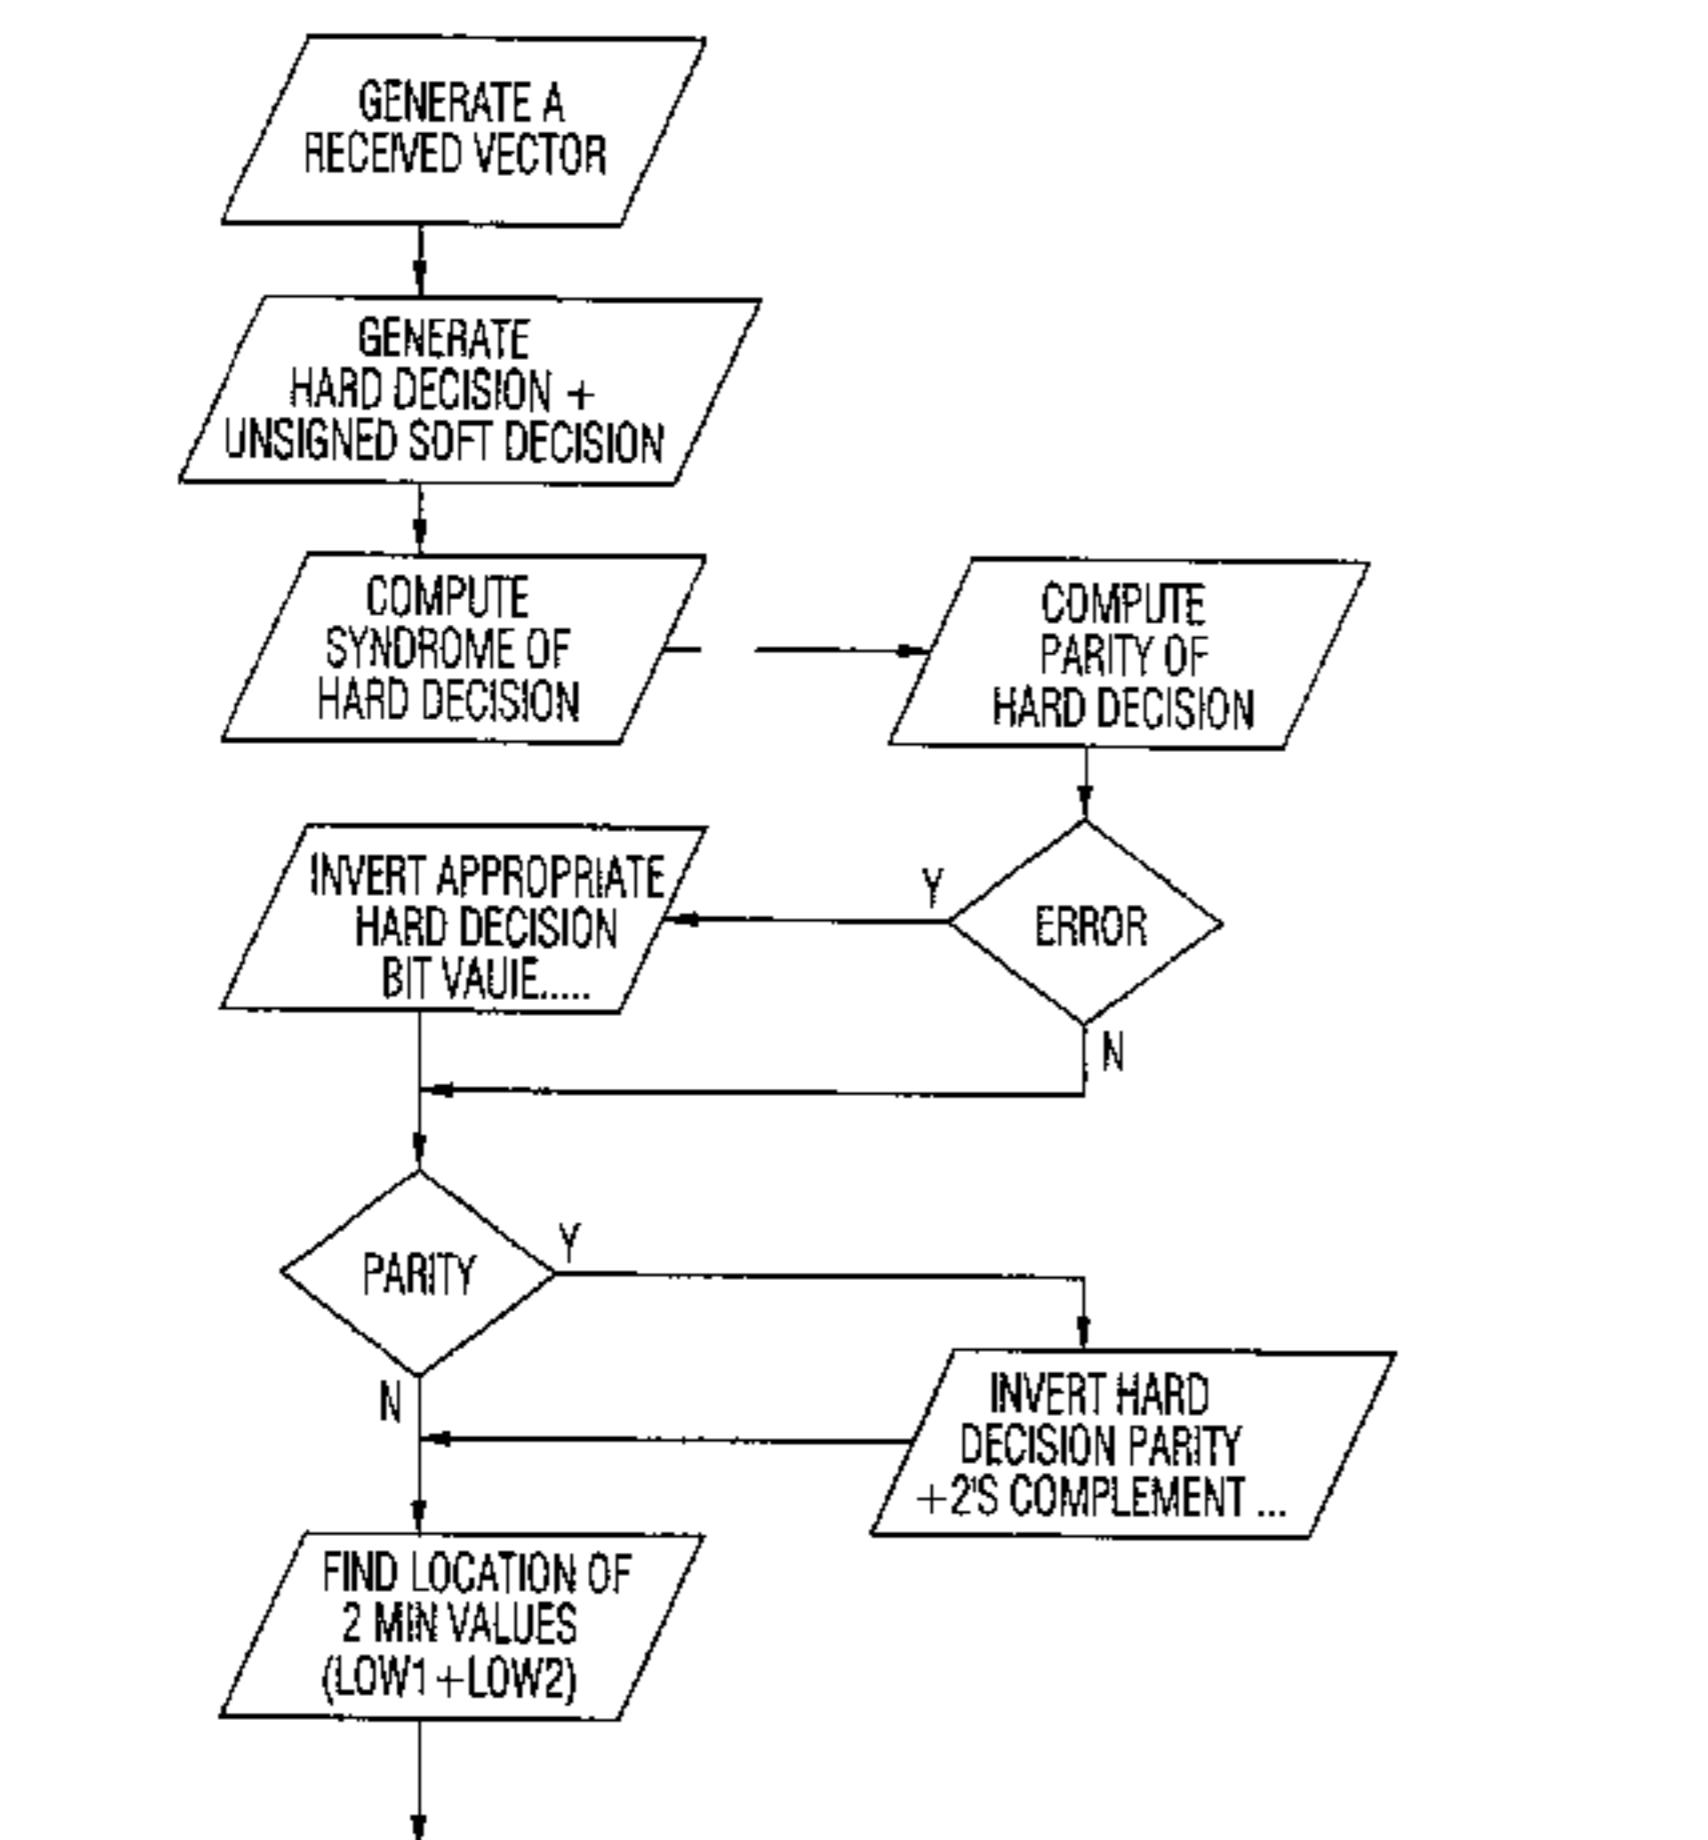 GENERATE A
RECEIVED VECTOR
GENERATE
HARD DECISION +
UNSIGNED SOFT DECISION
COMPUTE
SYNDROME OF
HARD DECISION
COMPUTE
PARITY OF
HARD DECISION
INVERT APPROPRIATE
HARD DECISION
BIT VAUIE.....
Y
ERROR
N
PARITY
Y
N
INVERT HARD
DECISION PARITY
+2'S COMPLEMENT ...
FIND LOCATION OF
2 MIN VALUES
(LOW1+LOW2)